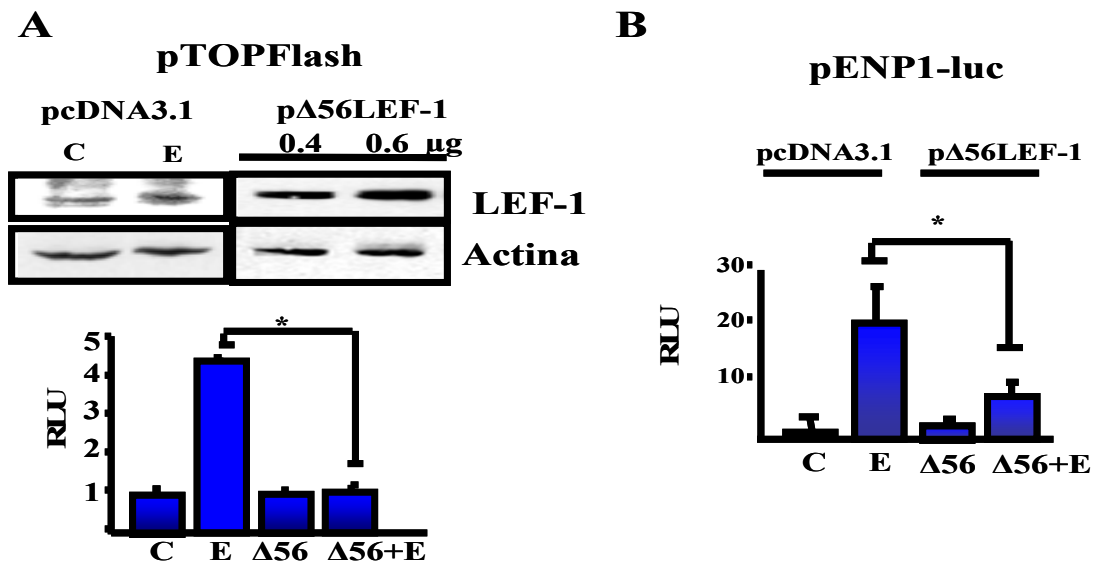 A
pTOPFlash
pcDNA3.1 pΔ56LEF-1
C E 0.4 0.6 µg
LEF-1
Actina
*
5
4
3
2
1
RLU
C E Δ56 Δ56+E
B
pENP1-luc
pcDNA3.1 pΔ56LEF-1
*
30
20
10
RLU
C E Δ56 Δ56+E